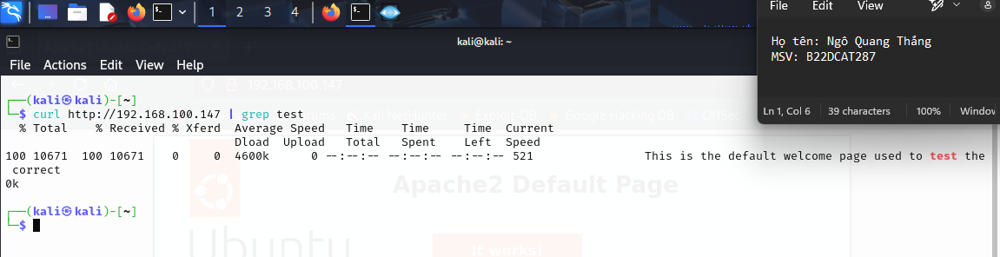 1 2 3 4
File Edit View
kali@kali: ~
Họ tên: Ngô Quang Thắng
MSV: B22DCAT287
Ln 1, Col 6 39 characters 100% Window
File Actions Edit View Help
192.168.100.147
┌──(kali㉿kali)-[~]
└─$ curl http://192.168.100.147 | grep test
Kali NetHunter Exploit-DB Google Hacking DB OffSec
% Total % Received % Xferd Average Speed Time Time Time Current
Dload Upload Total Spent Left Speed
100 10671 100 10671 0 0 4600k 0 --:--:-- --:--:-- --:--:-- 521 This is the default welcome page used to test the
correct
0k
Apache2 Default Page
┌──(kali㉿kali)-[~]
└─$
Ubuntu
It works!